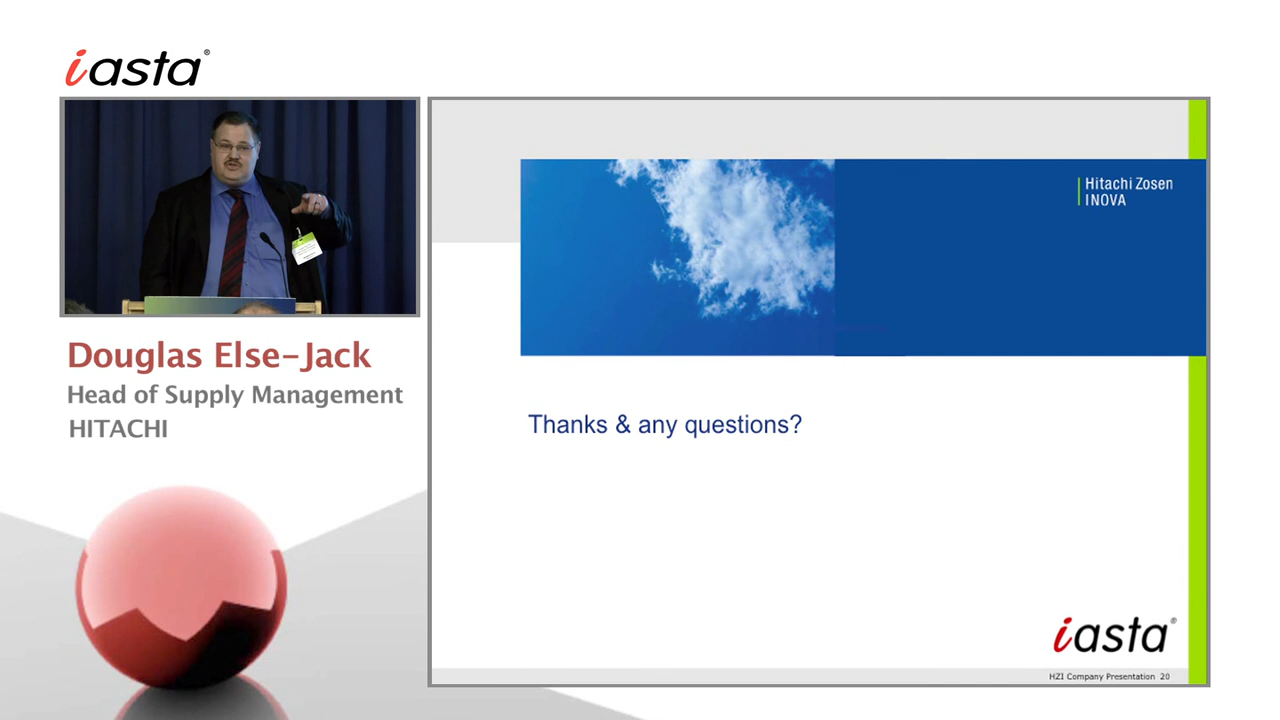 iasta®
Douglas Else-Jack
Head of Supply Management
HITACHI
Hitachi Zosen
INOVA
Thanks & any questions?
iasta®
HZI Company Presentation 20